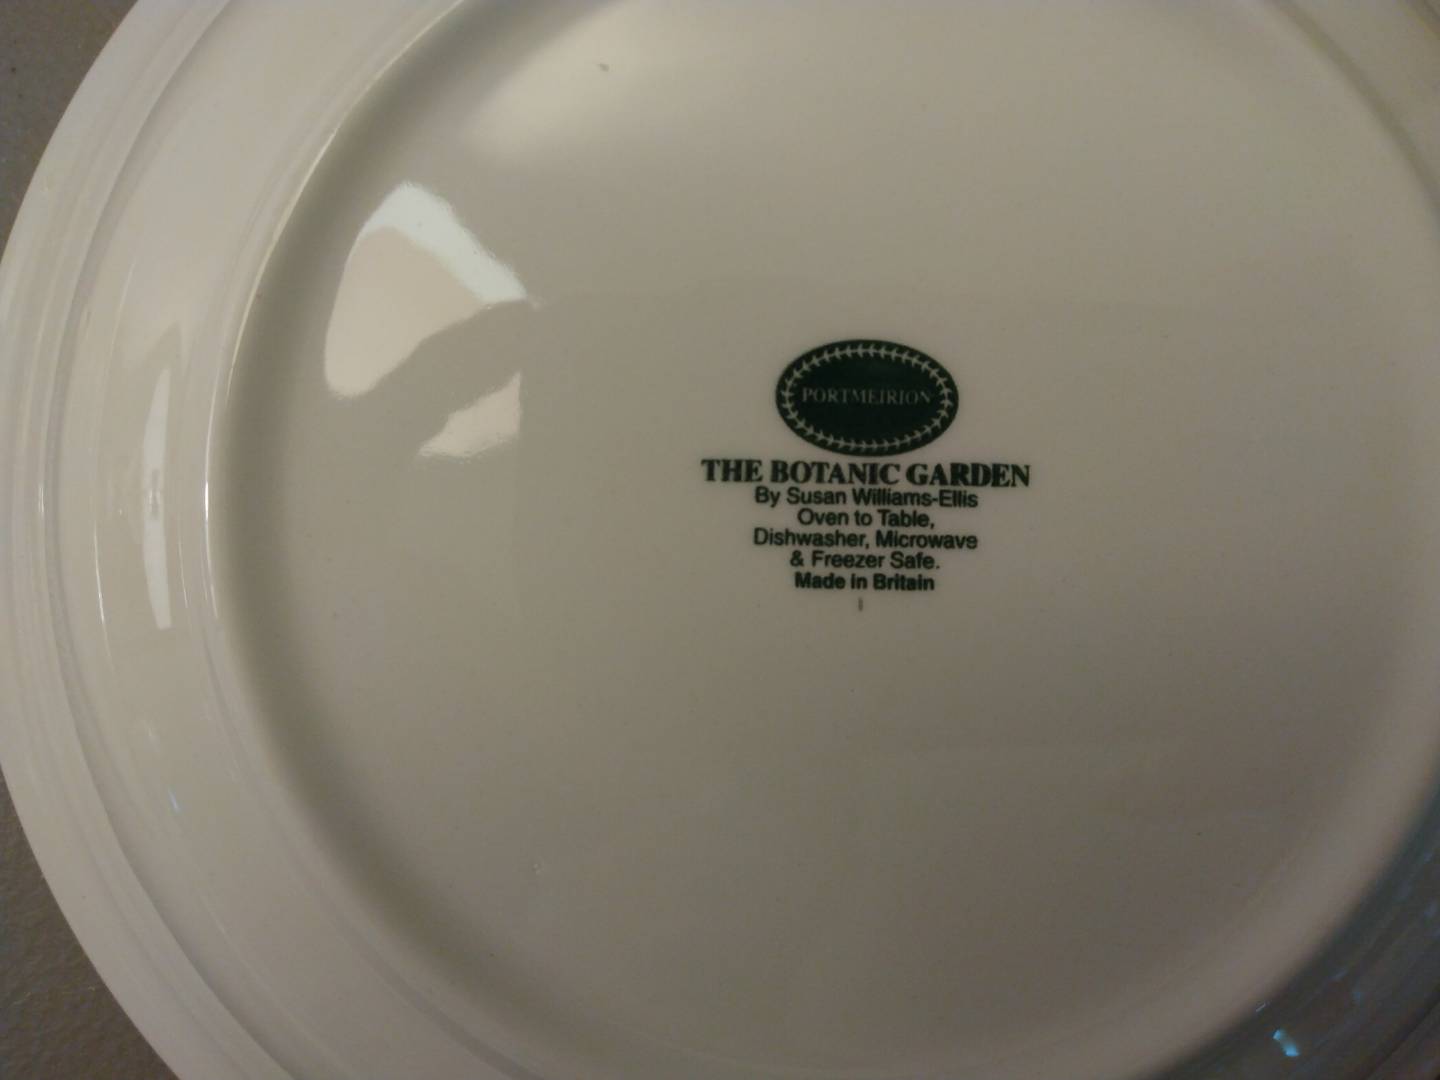 PORTMEIRION
THE BOTANIC GARDEN
By Susan Williams-Ellis
Oven to Table,
Dishwasher, Microwave
& Freezer Safe.
Made in Britain